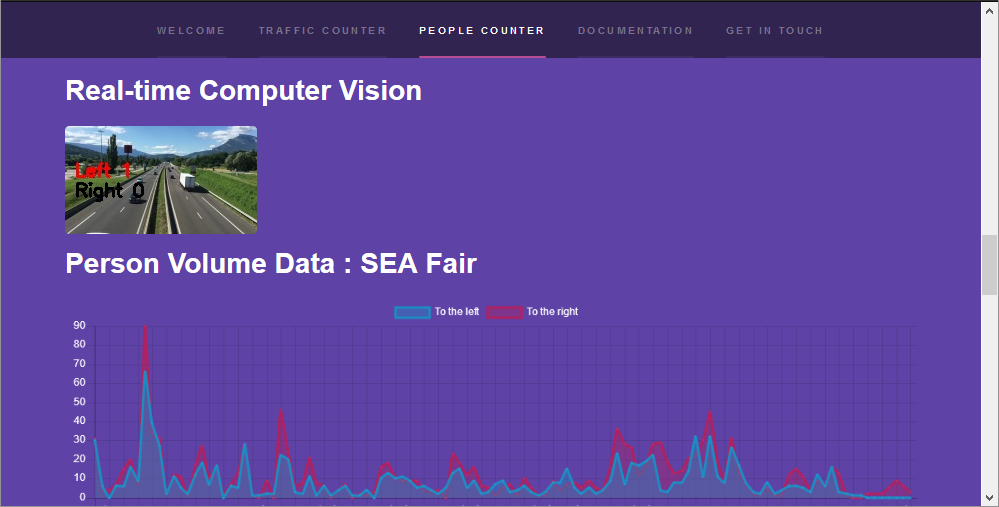 WELCOME TRAFFIC COUNTER PEOPLE COUNTER DOCUMENTATION GET IN TOUCH
Real-time Computer Vision
Left 1
Right 0
Person Volume Data : SEA Fair
To the left To the right
90
80
70
60
50
40
30
20
10
0